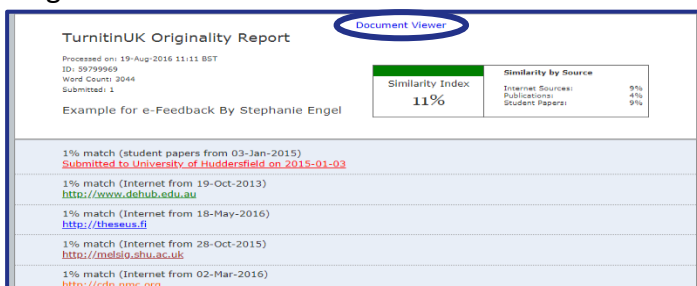 Document Viewer
TurnitinUK Originality Report
Processed on: 19-Aug-2016 11:11 BST
ID: 59799969
Word Count: 3044
Submitted: 1
Example for e-Feedback By Stephanie Engel
Similarity Index
11%
Similarity by Source
Internet Sources: 9%
Publications: 4%
Student Papers: 9%
1% match (student papers from 03-Jan-2015)
Submitted to University of Huddersfield on 2015-01-03
1% match (Internet from 19-Oct-2013)
http://www.dehub.edu.au
1% match (Internet from 18-May-2016)
http://theseus.fi
1% match (Internet from 28-Oct-2015)
http://melsig.shu.ac.uk
1% match (Internet from 02-Mar-2016)
http://cdn.nmc.org